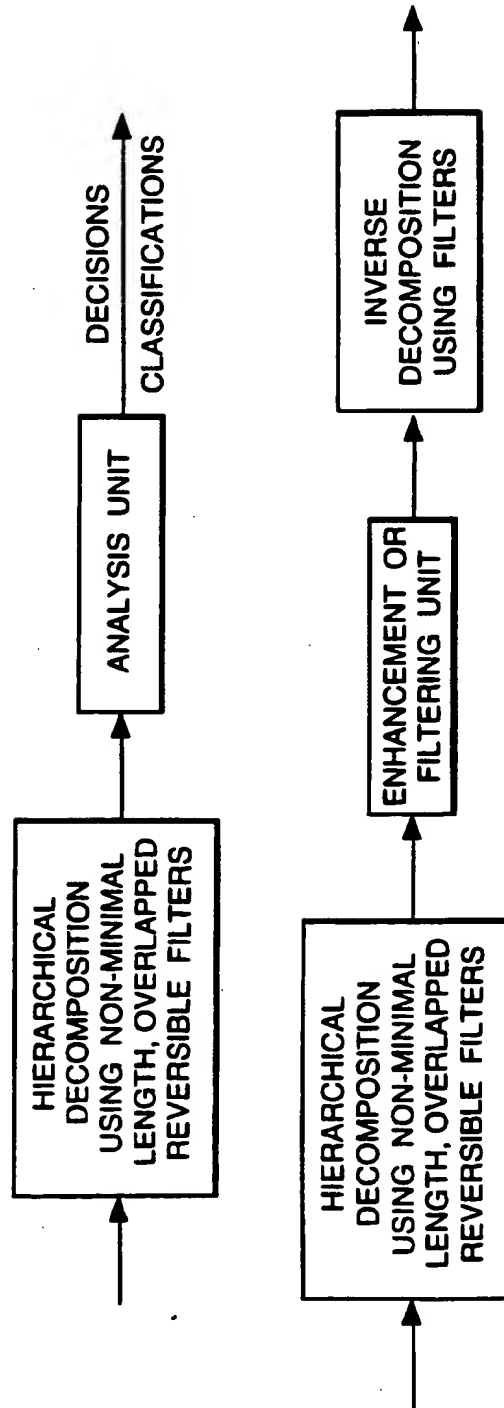 HIERARCHICAL
DECOMPOSITION
USING NON-MINIMAL
LENGTH, OVERLAPPED
REVERSIBLE FILTERS
ANALYSIS UNIT
DECISIONS
CLASSIFICATIONS
HIERARCHICAL
DECOMPOSITION
USING NON-MINIMAL
LENGTH, OVERLAPPED
REVERSIBLE FILTERS
ENHANCEMENT OR
FILTERING UNIT
INVERSE
DECOMPOSITION
USING FILTERS